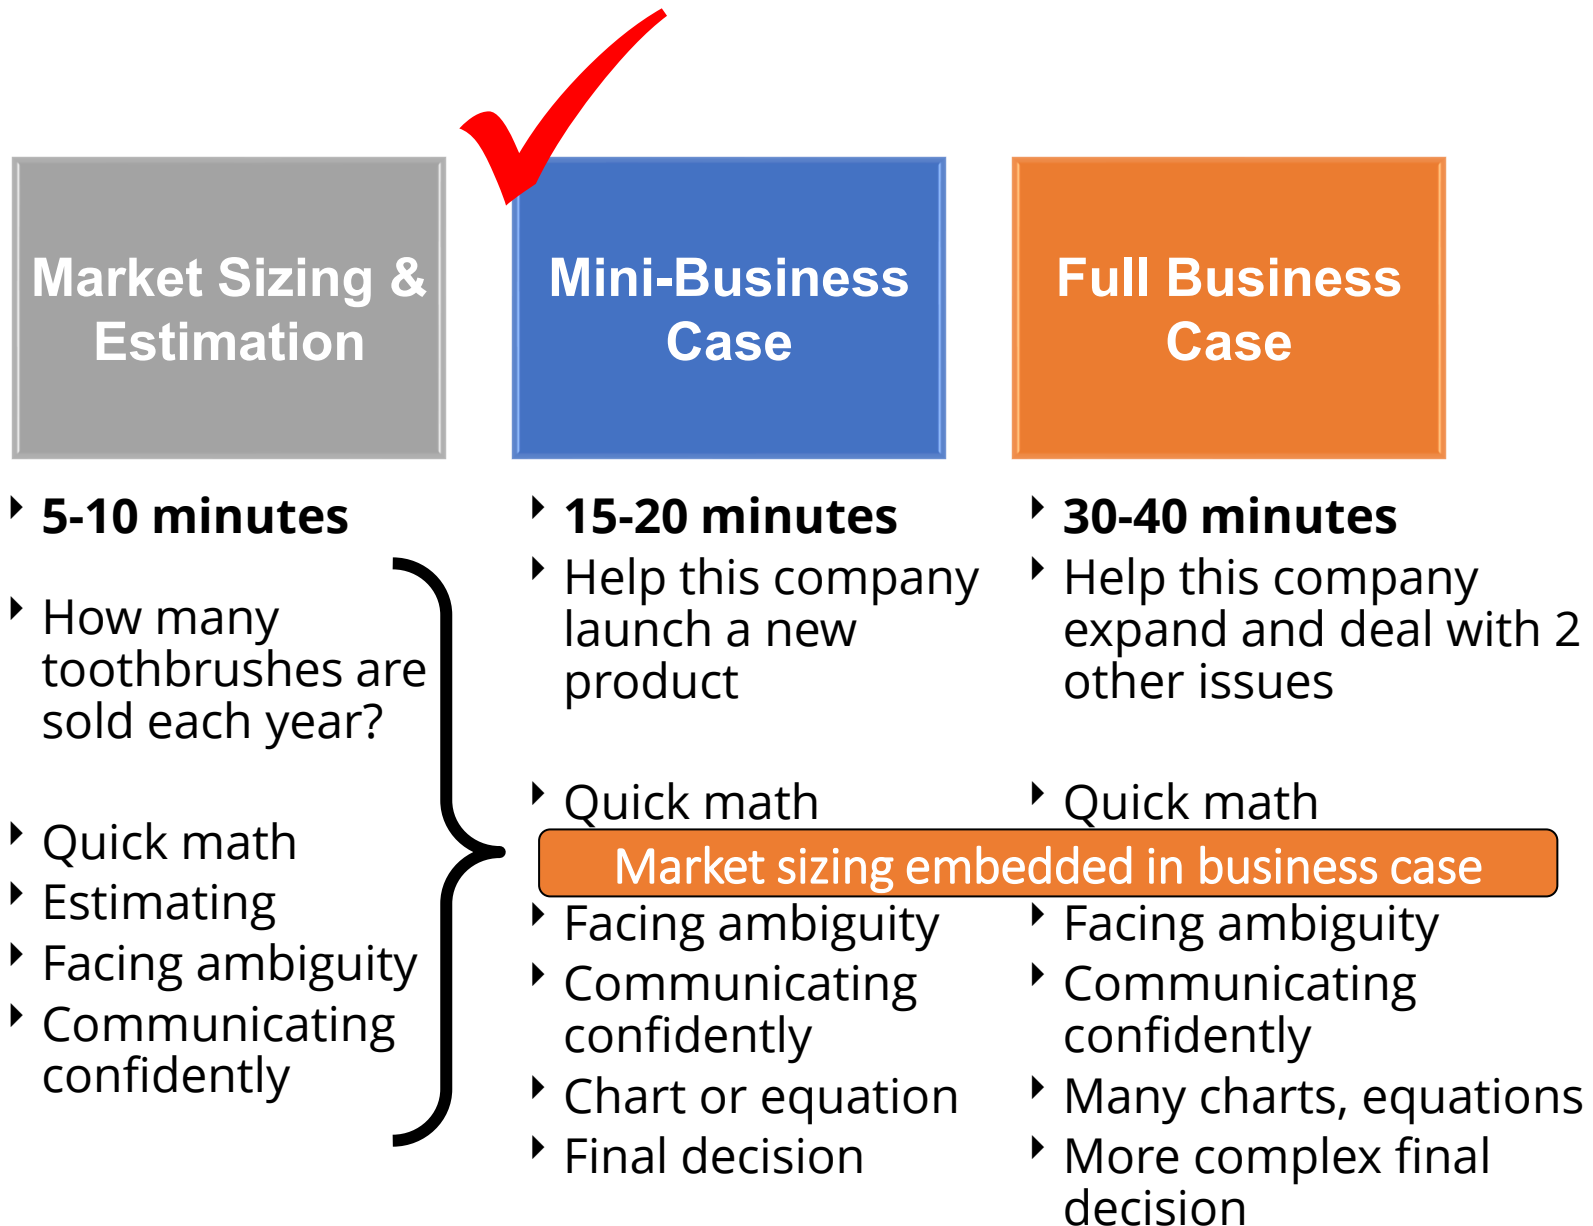 Market Sizing &
Estimation
5-10 minutes
How many
toothbrushes are
sold each year?
Quick math
Estimating
Facing ambiguity
Communicating
confidently
Mini-Business
Case
15-20 minutes
Help this company
launch a new
product
Quick math
Market sizing embedded in business case
Facing ambiguity
Communicating
confidently
Chart or equation
Final decision
Full Business
Case
30-40 minutes
Help this company
expand and deal with 2
other issues
Quick math
Facing ambiguity
Communicating
confidently
Many charts, equations
More complex final
decision